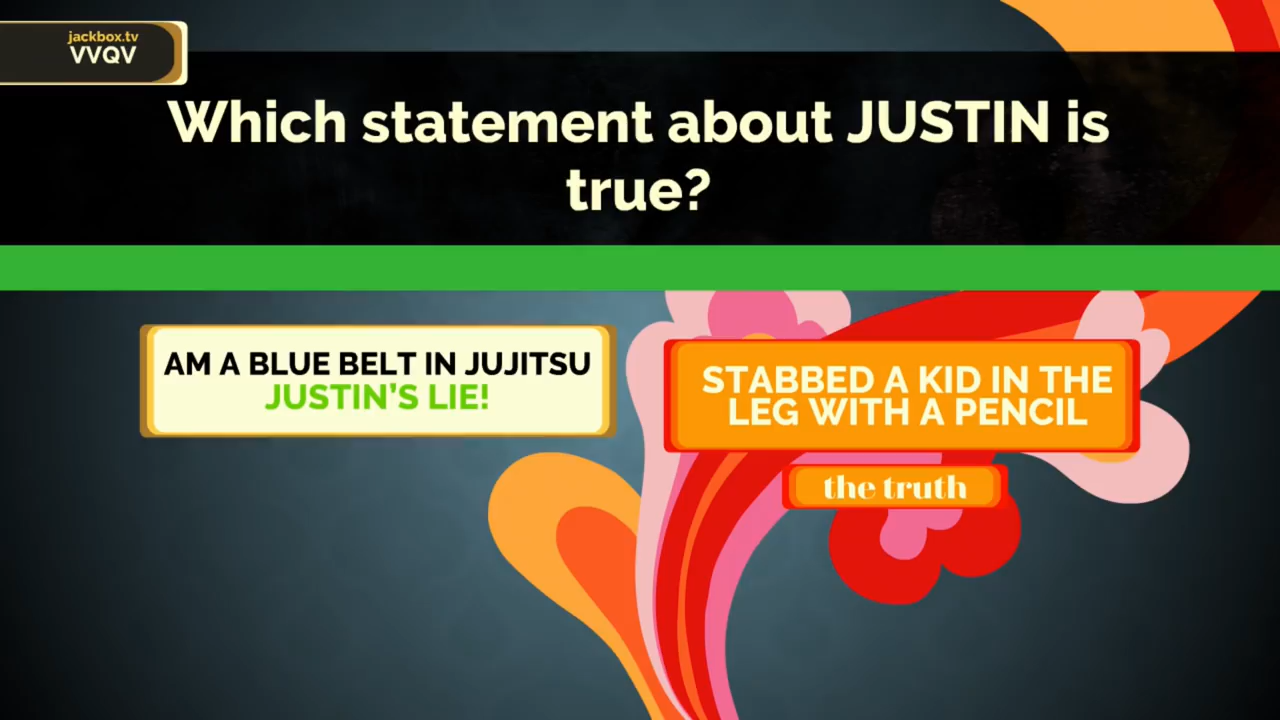 jackbox.tv
VVQV
Which statement about JUSTIN is
true?
AM A BLUE BELT IN JUJITSU
JUSTIN'S LIE!
STABBED A KID IN THE
LEG WITH A PENCIL
the truth